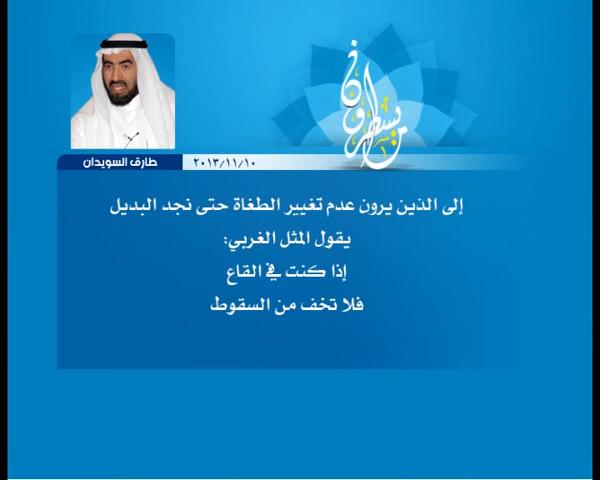 يسطرون
طارق السويدان
٢٠١٣/١١/١٠
إلى الذين يرون عدم تغيير الطغاة حتى نجد البديل
يقول المثل الغربي:
إذا كنت في القاع
فلا تخف من السقوط